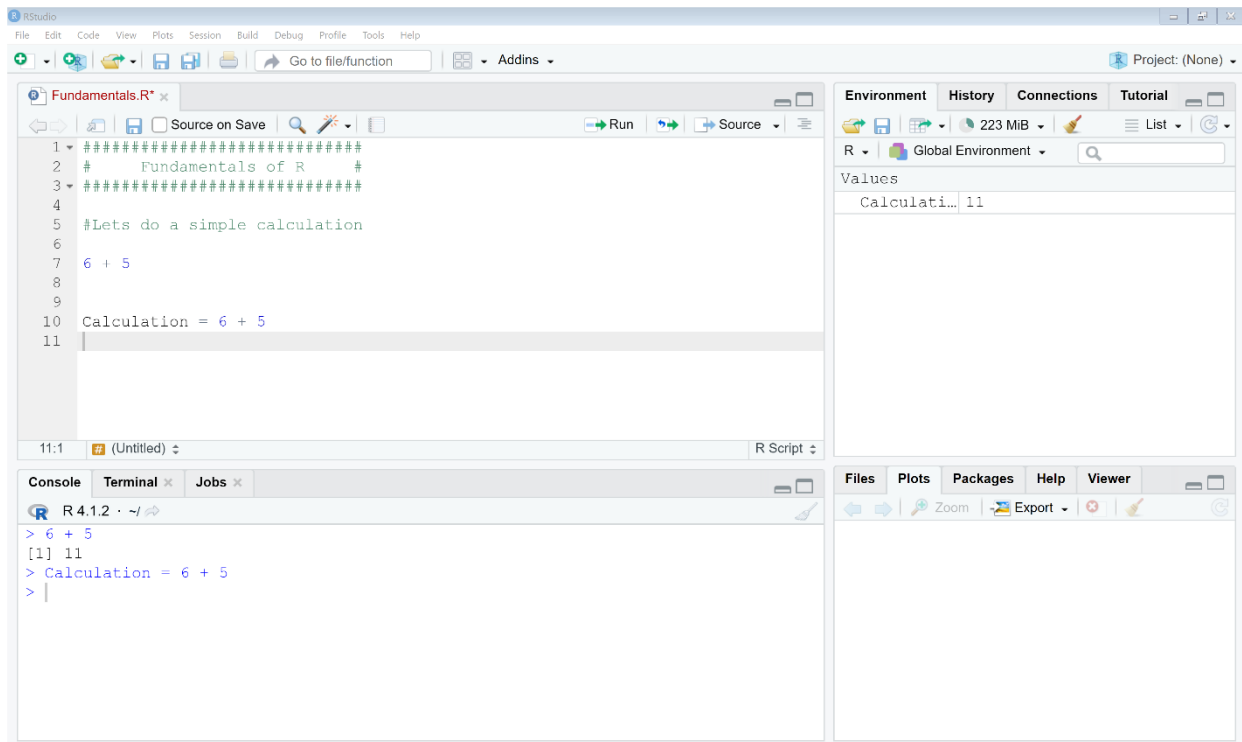 RStudio
File Edit Code View Plots Session Build Debug Profile Tools Help
Go to file/function Addins Project: (None)
Fundamentals.R*
Source on Save Run Source
1 #############################
2 # Fundamentals of R #
3 #############################
4
5 #Lets do a simple calculation
6
7 6 + 5
8
9
10 Calculation = 6 + 5
11
11:1 # (Untitled) R Script
Console Terminal Jobs
R R 4.1.2 · ~/
> 6 + 5
[1] 11
> Calculation = 6 + 5
>
Environment History Connections Tutorial
223 MiB List
R Global Environment
Values
Calculati… 11
Files Plots Packages Help Viewer
Zoom Export